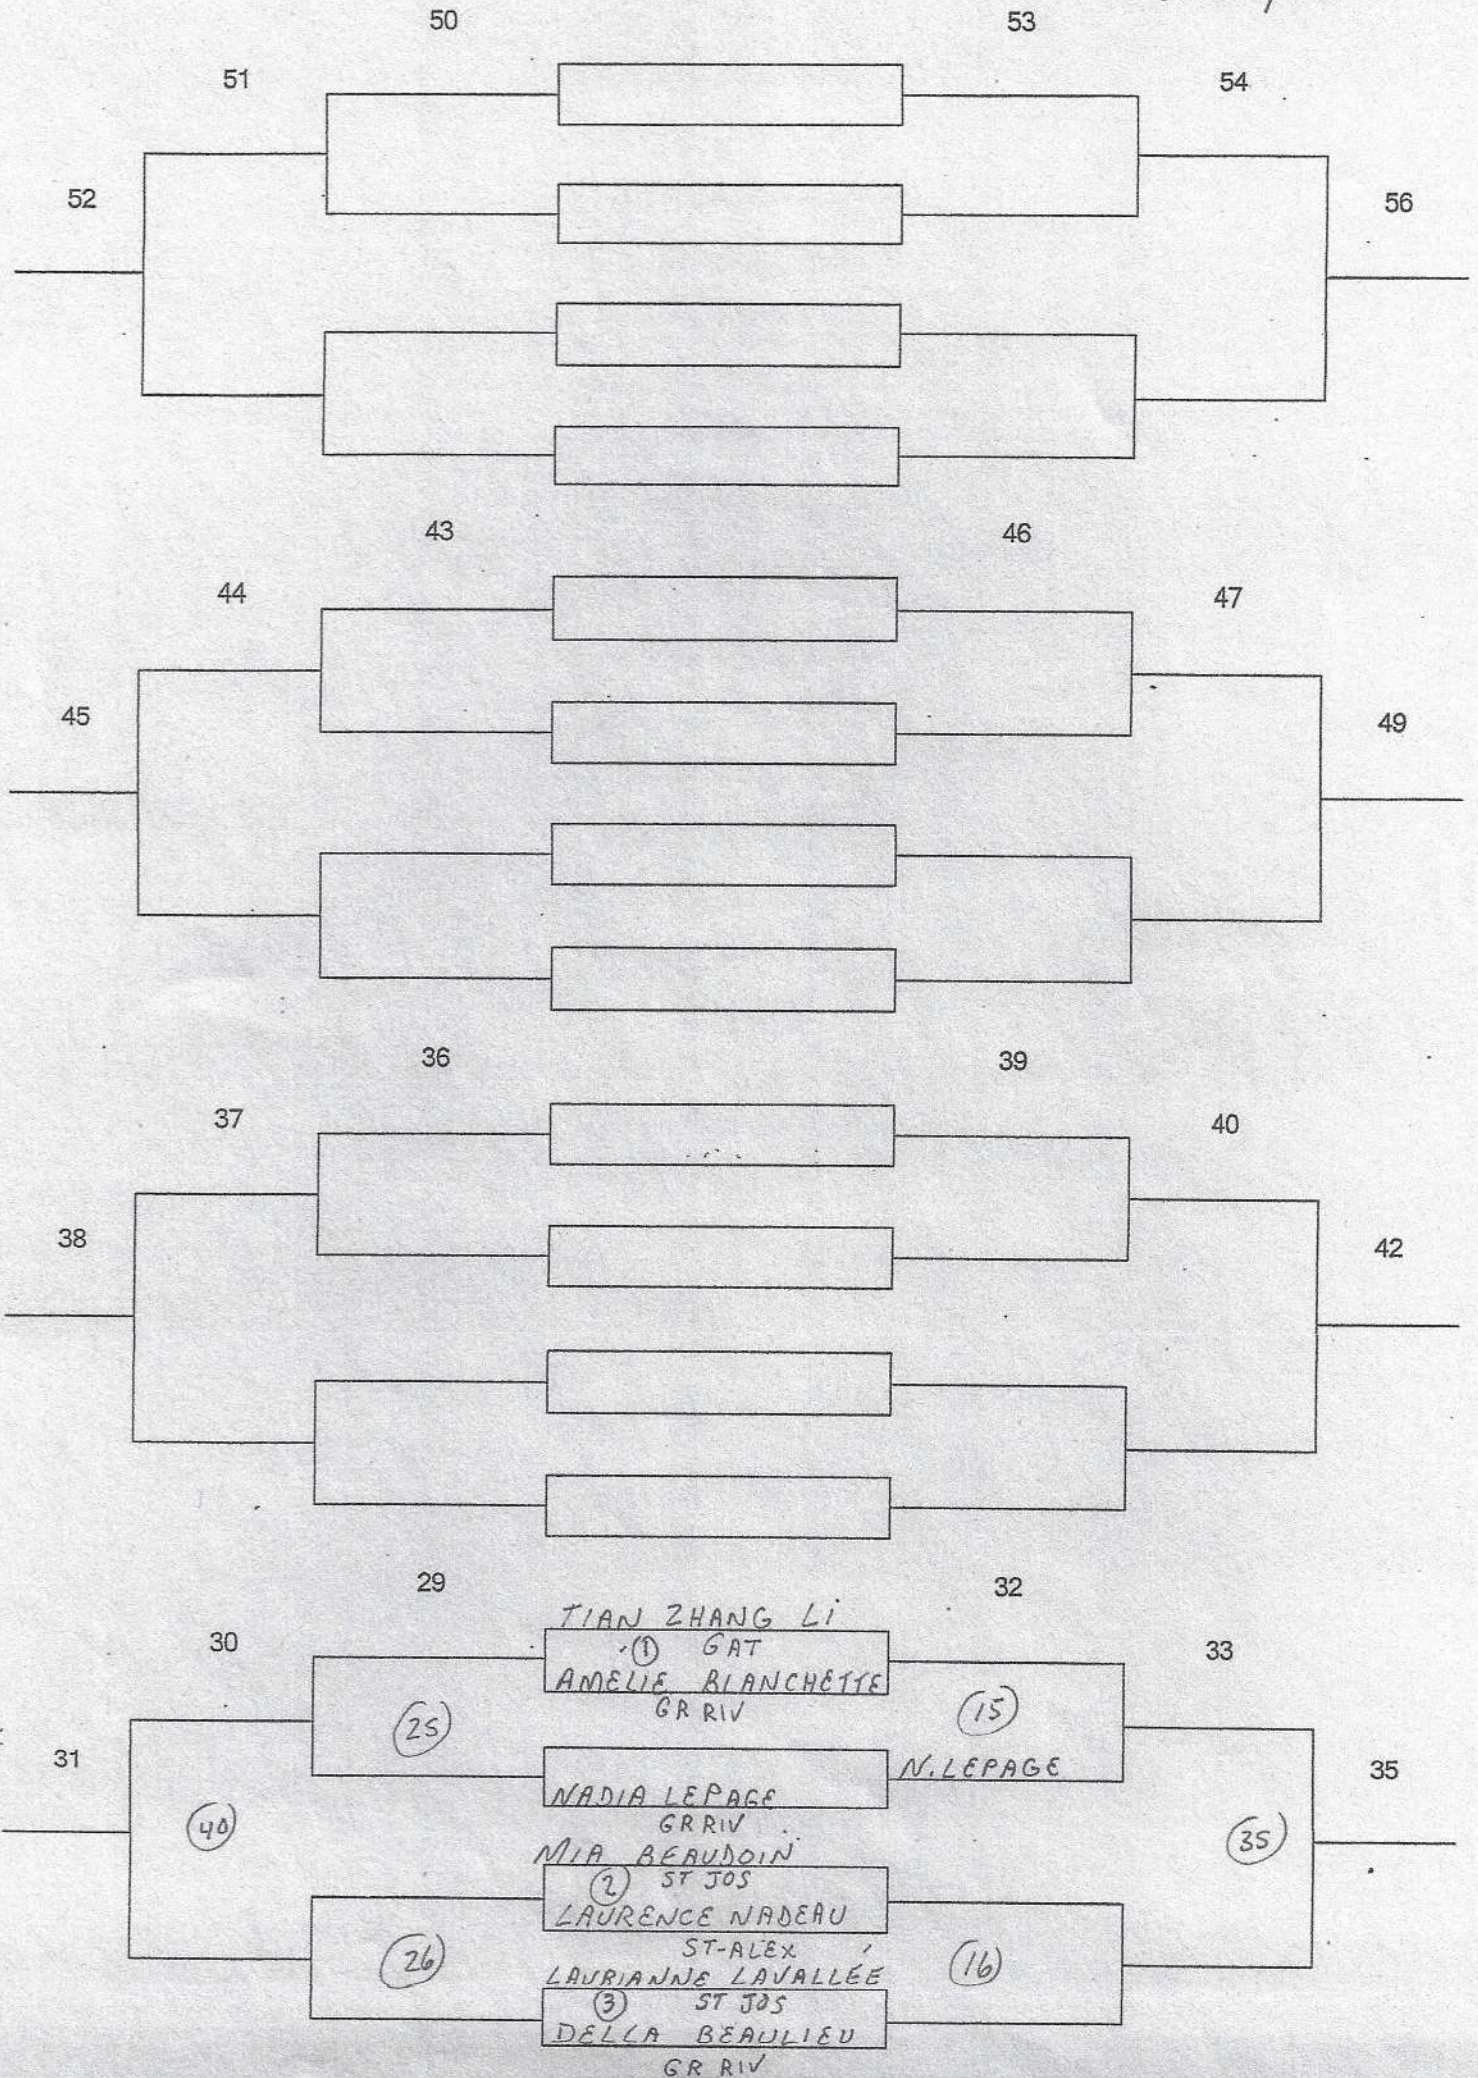 50
53
51
54
52
56
43
46
44
47
45
49
36
39
37
40
38
42
29
32
TIAN ZHANG Li
30
① GAT
33
AMELIE BLANCHETTE
GR RIV
(25)
(15)
31
N.LEPAGE
35
NADIA LEPAGE
GR RIV
(40)
(35)
MIA BEAUDOIN
② ST JOS
LAURENCE NADEAU
ST-ALEX
(26)
(16)
LAURIANNE LAVALLÉE
③ ST JOS
DELLA BEAULIEU
GR RIV